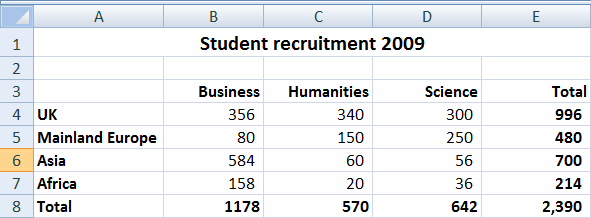 A B C D E
1 Student recruitment 2009
2
3 Business Humanities Science Total
4 UK 356 340 300 996
5 Mainland Europe 80 150 250 480
6 Asia 584 60 56 700
7 Africa 158 20 36 214
8 Total 1178 570 642 2,390